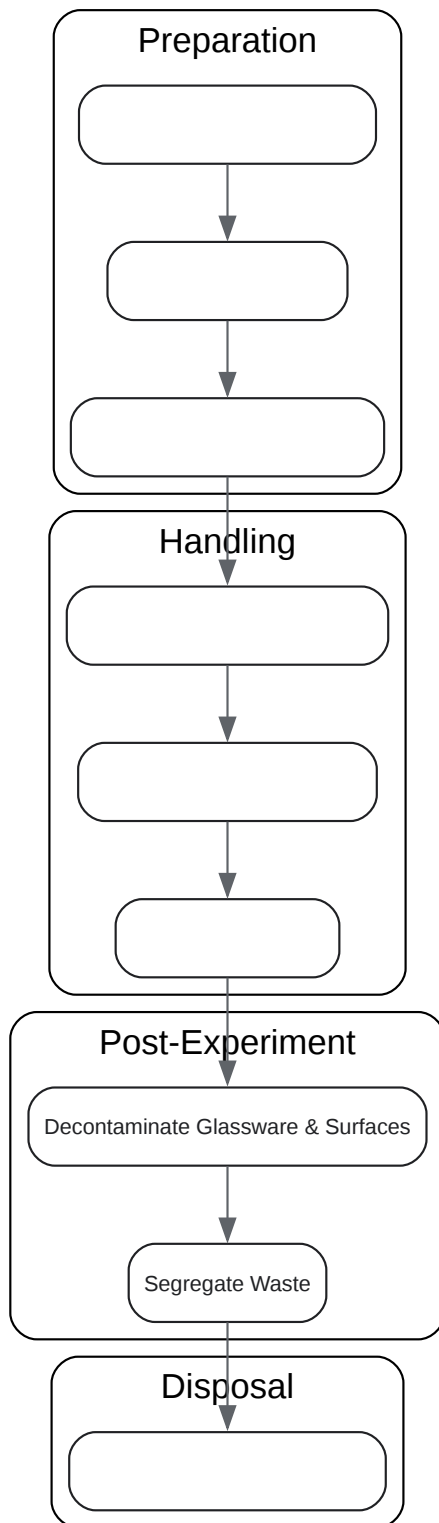 Preparation
Handling
Post-Experiment
Decontaminate Glassware & Surfaces
Segregate Waste
Disposal